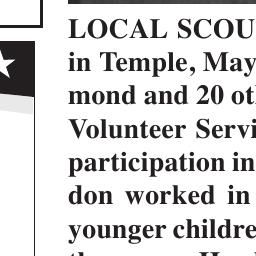 LOCAL SCOU
in Temple, May
mond and 20 ot
Volunteer Servi
participation in
don worked in
younger childre